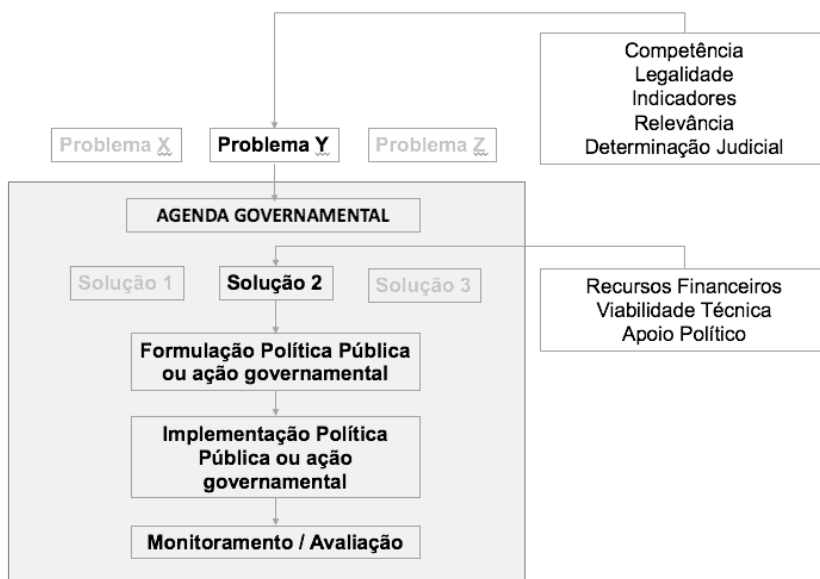 Competência
Legalidade
Indicadores
Relevância
Determinação Judicial
Problema X
Problema Y
Problema Z
AGENDA GOVERNAMENTAL
Solução 1
Solução 2
Solução 3
Recursos Financeiros
Viabilidade Técnica
Apoio Político
Formulação Política Pública
ou ação governamental
Implementação Política
Pública ou ação
governamental
Monitoramento / Avaliação